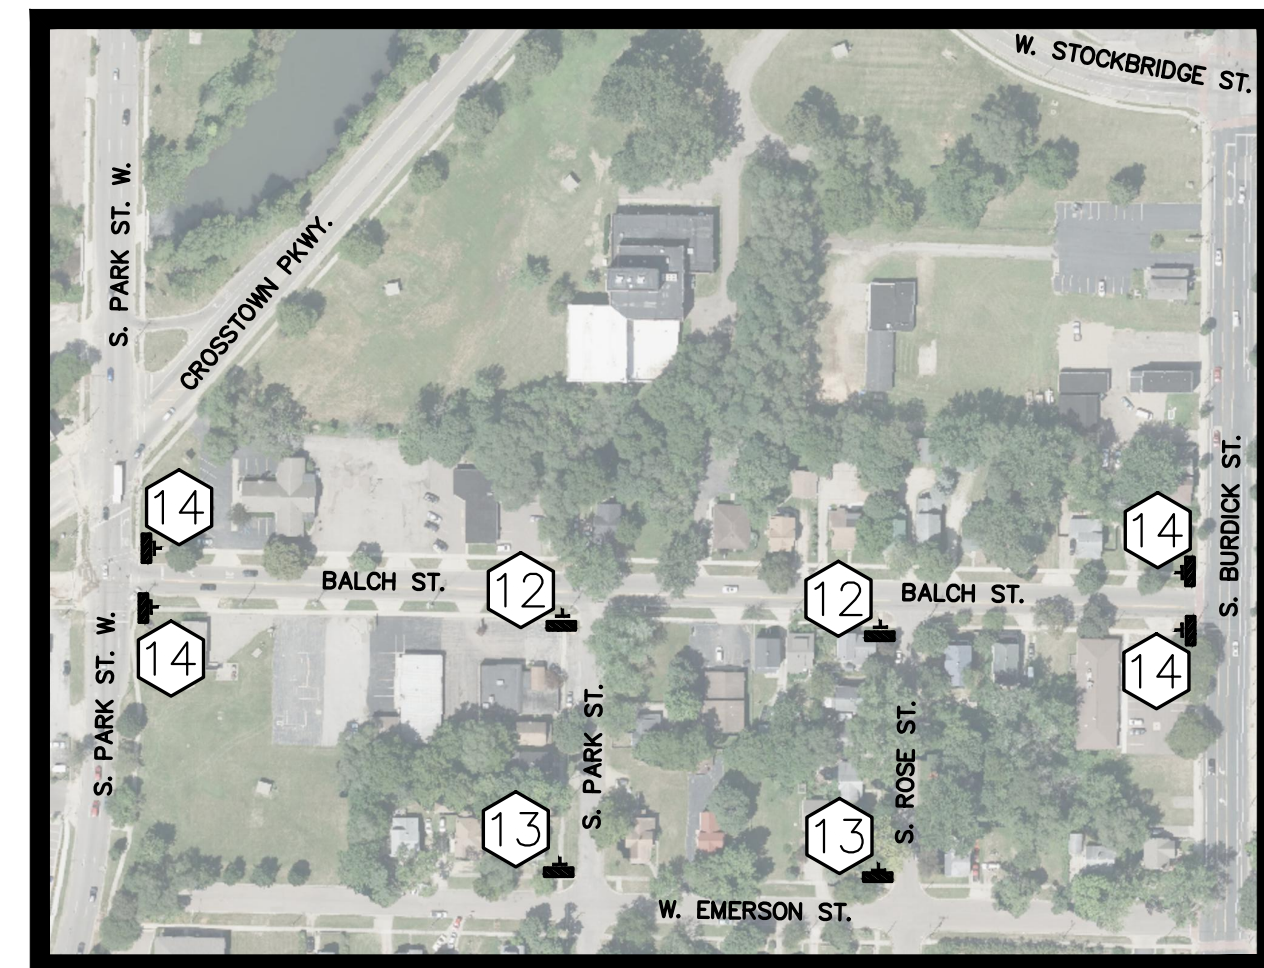 W. STOCKBRIDGE ST.
S. PARK ST. W.
CROSSTOWN PKWY.
14
14
S. BURDICK ST.
BALCH ST.
12
12
BALCH ST.
14
14
S. PARK ST. W.
S. PARK ST.
S. ROSE ST.
13
13
W. EMERSON ST.